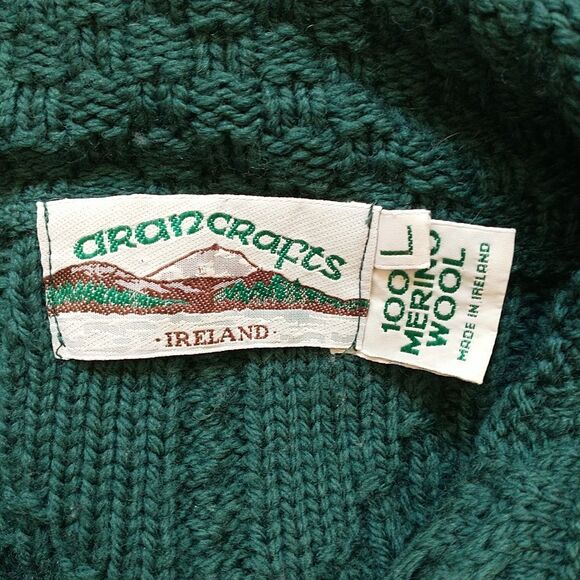 arancrafts
·IRELAND·
L
100
MERINO
WOOL
MADE IN IRELAND